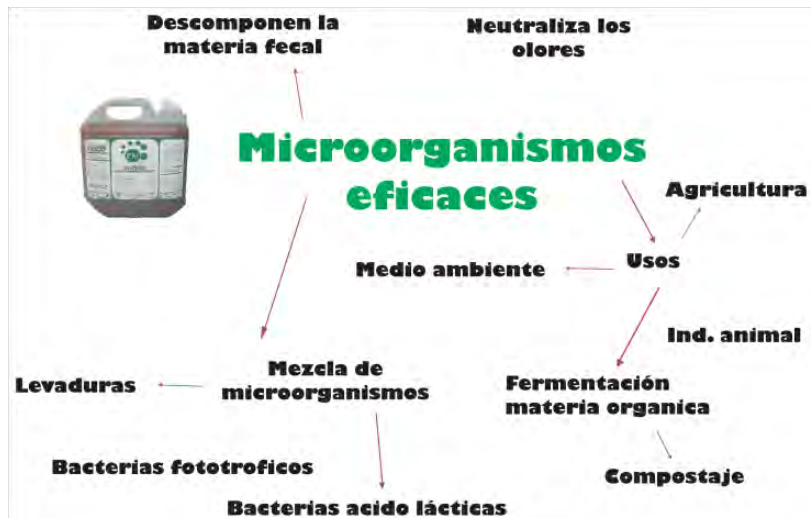 Descomponen la
materia fecal
Neutraliza los
olores
Microorganismos
eficaces
Agricultura
Medio ambiente
Usos
Ind. animal
Mezcla de
microorganismos
Levaduras
Fermentación
materia organica
Bacterias fototroficos
Compostaje
Bacterias acido lácticas